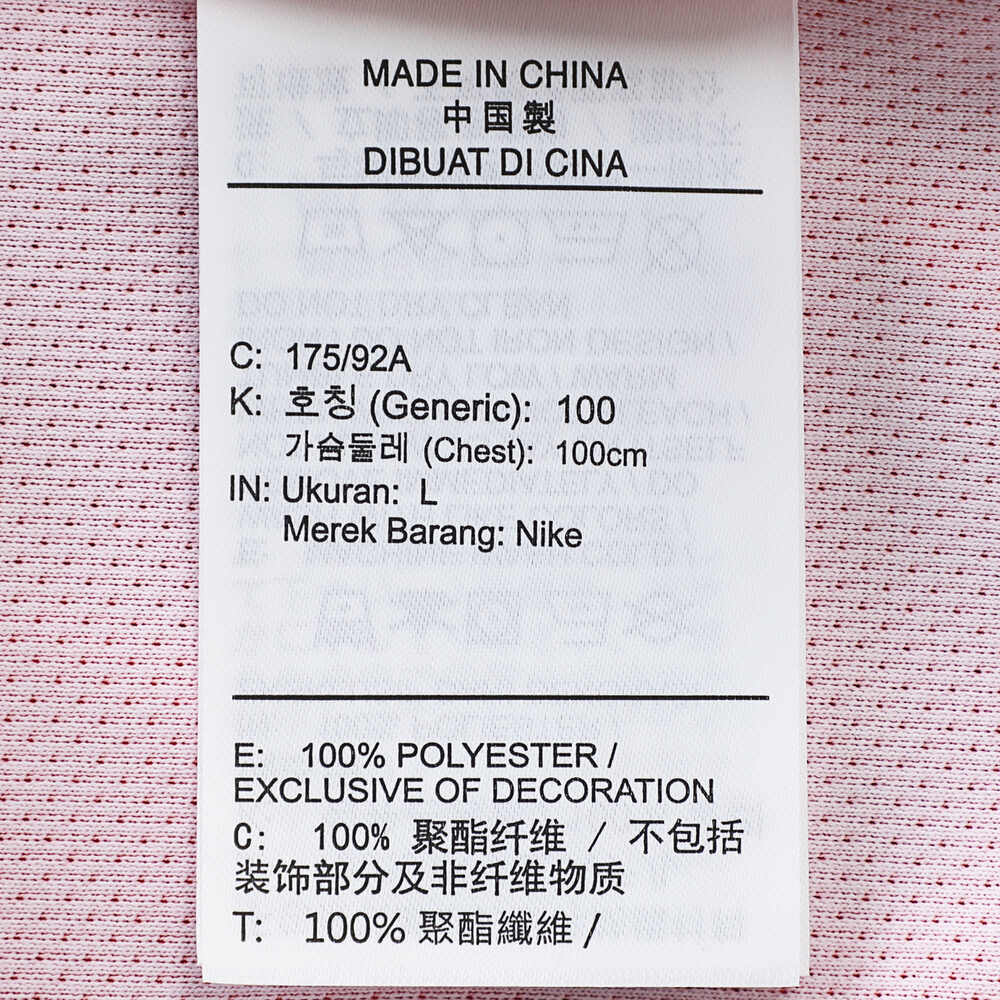 MADE IN CHINA
中国製
DIBUAT DI CINA
C: 175/92A
K: 호칭 (Generic): 100
가슴둘레 (Chest): 100cm
IN: Ukuran: L
Merek Barang: Nike
E: 100% POLYESTER /
EXCLUSIVE OF DECORATION
C: 100% 聚酯纤维 / 不包括
装饰部分及非纤维物质
T: 100% 聚酯纖維 /